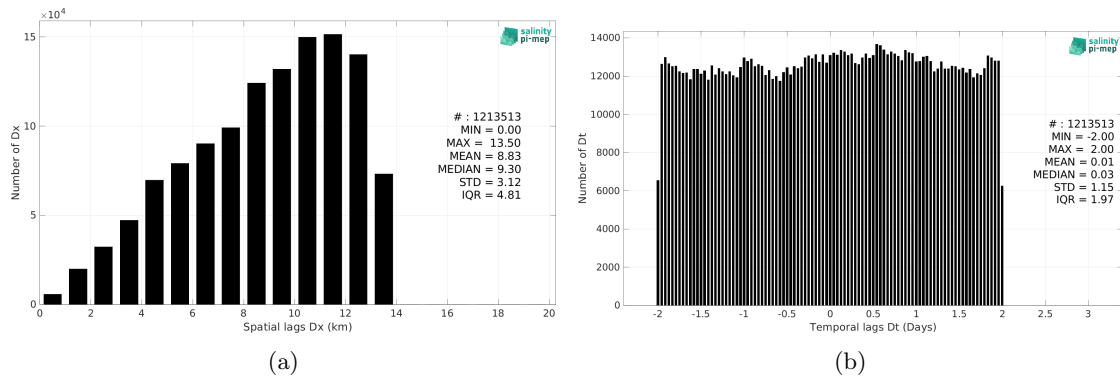 ×10⁴
15
10
5
0
0 2 4 6 8 10 12 14 16 18 20
Number of Dx
Spatial lags Dx (km)
salinity
pi-mep
# : 1213513
MIN = 0.00
MAX = 13.50
MEAN = 8.83
MEDIAN = 9.30
STD = 3.12
IQR = 4.81
(a)
14000
12000
10000
8000
6000
4000
2000
0
-2 -1.5 -1 -0.5 0 0.5 1 1.5 2 2.5 3
Number of Dt
Temporal lags Dt (Days)
salinity
pi-mep
# : 1213513
MIN = -2.00
MAX = 2.00
MEAN = 0.01
MEDIAN = 0.03
STD = 1.15
IQR = 1.97
(b)